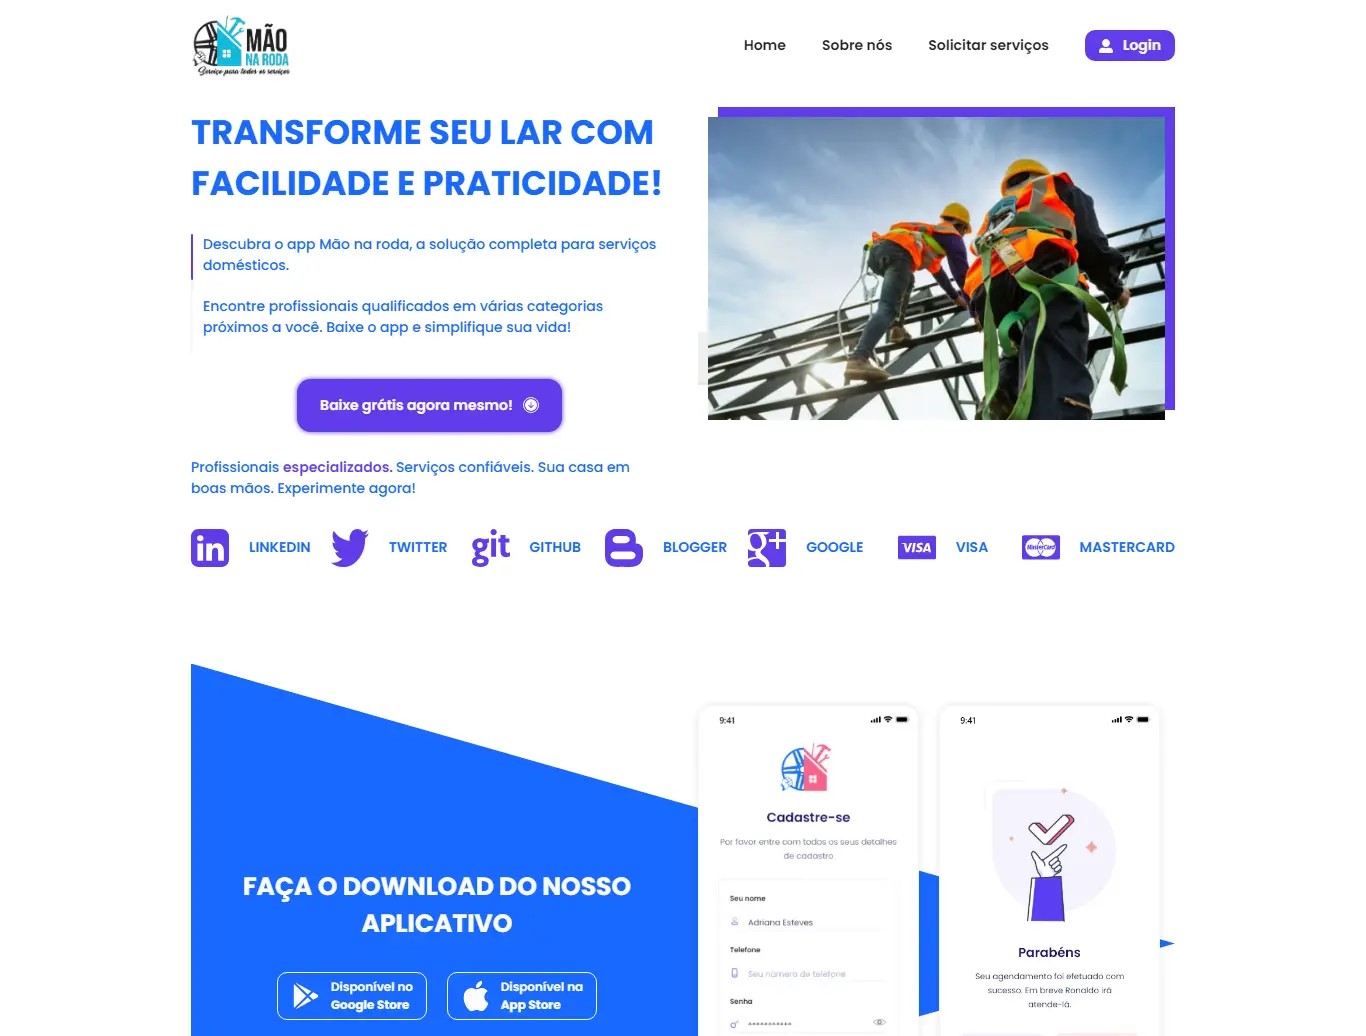 MÃO
NA RODA
Serviço para todos os serviços
Home
Sobre nós
Solicitar serviços
Login
TRANSFORME SEU LAR COM
FACILIDADE E PRATICIDADE!
Descubra o app Mão na roda, a solução completa para serviços
domésticos.
Encontre profissionais qualificados em várias categorias
próximos a você. Baixe o app e simplifique sua vida!
Baixe grátis agora mesmo!
Profissionais especializados. Serviços confiáveis. Sua casa em
boas mãos. Experimente agora!
in LINKEDIN
TWITTER
git GITHUB
BLOGGER
g+ GOOGLE
VISA VISA
MasterCard MASTERCARD
FAÇA O DOWNLOAD DO NOSSO
APLICATIVO
Disponível no
Google Store
Disponível na
App Store
9:41
Cadastre-se
Por favor entre com todos os seus detalhes
de cadastro
Seu nome
Adriana Esteves
Telefone
Seu número de telefone
Senha
***********
9:41
Parabéns
Seu agendamento foi efetuado com
sucesso. Em breve Ronaldo irá
atende-lá.